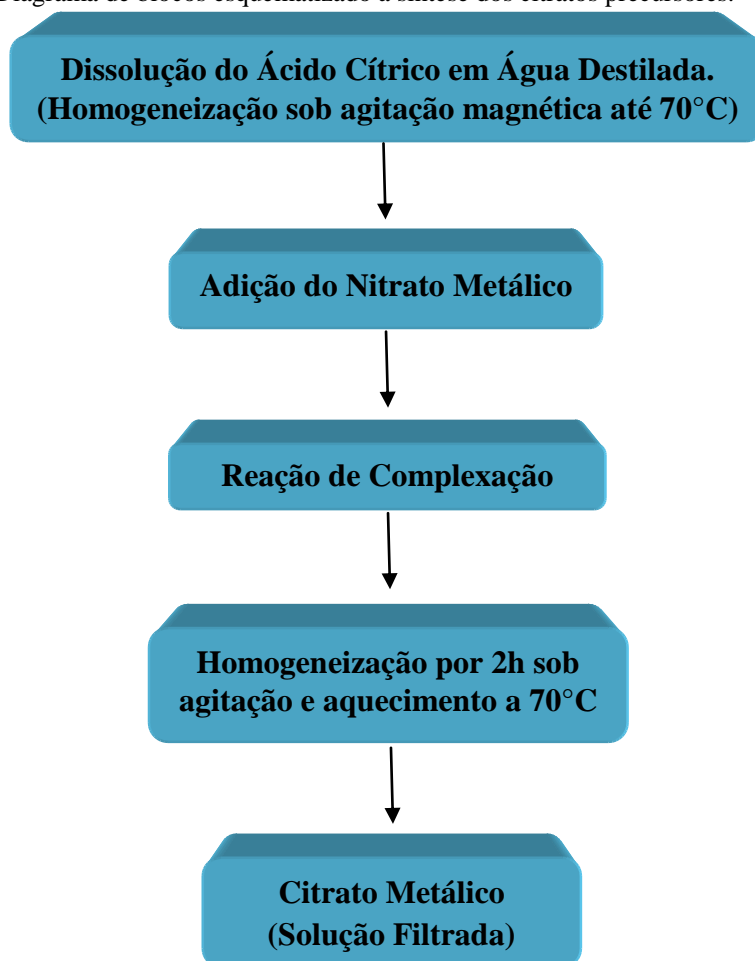 Diagrama de blocos esquematizado a síntese dos citratos precursores.
Dissolução do Ácido Cítrico em Água Destilada.
(Homogeneização sob agitação magnética até 70°C)
Adição do Nitrato Metálico
Reação de Complexação
Homogeneização por 2h sob
agitação e aquecimento a 70°C
Citrato Metálico
(Solução Filtrada)